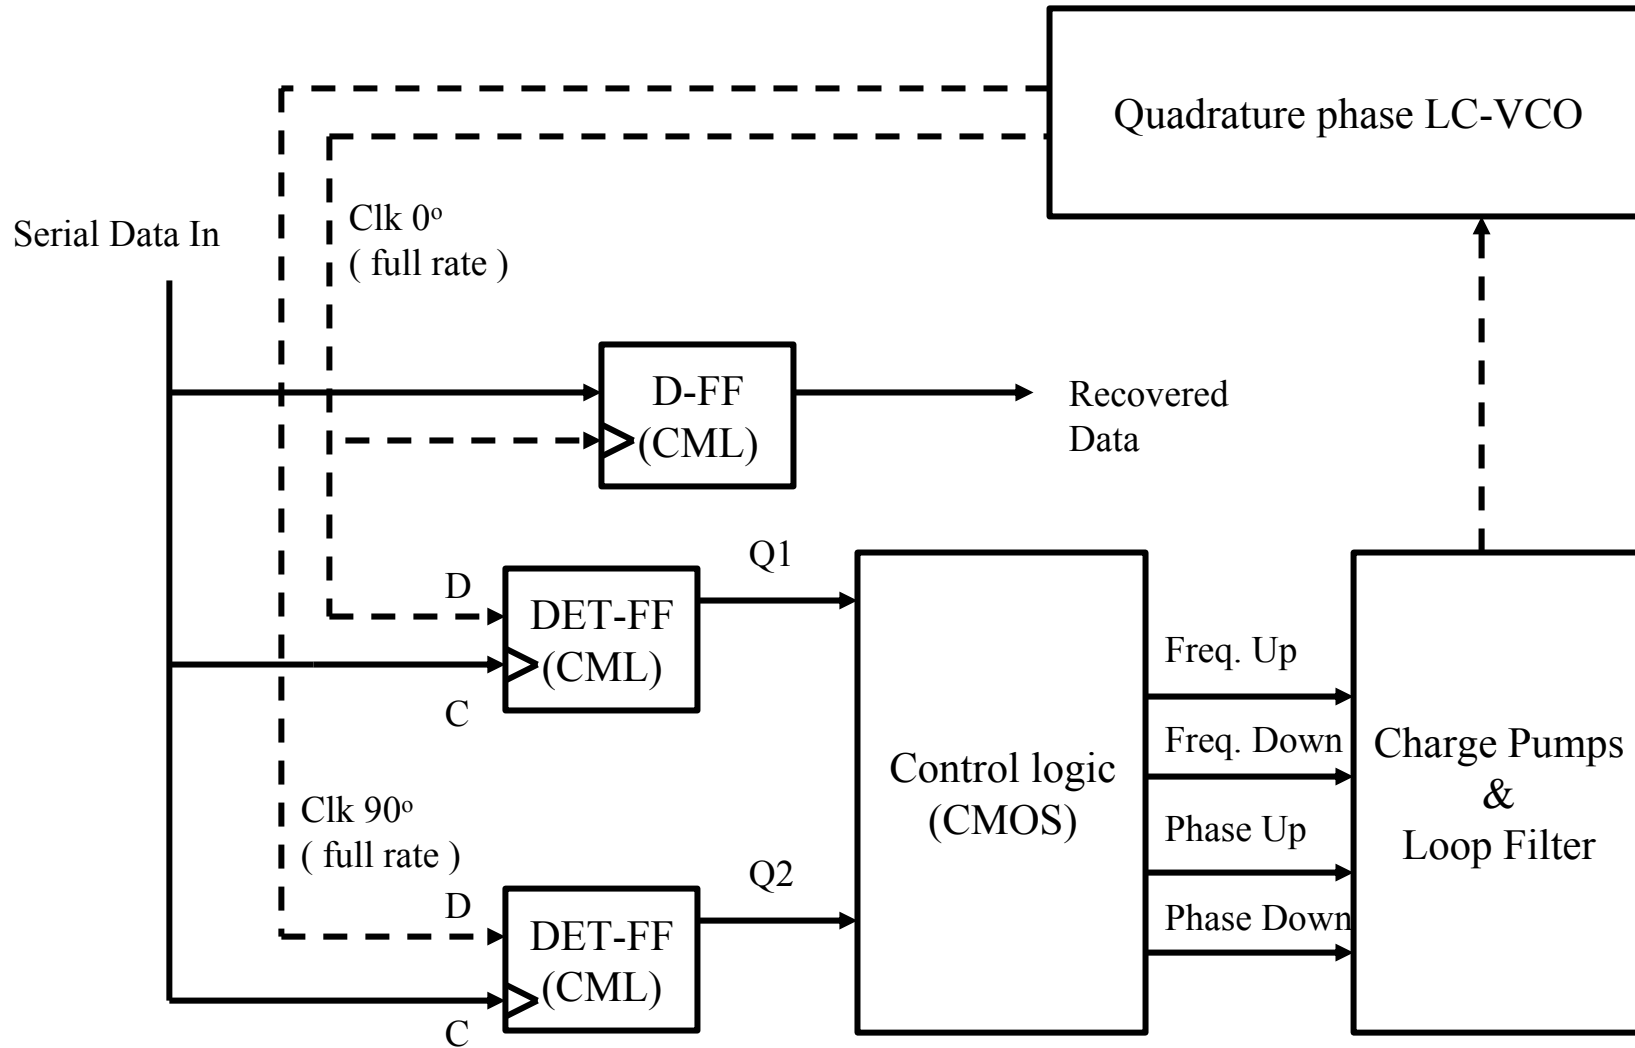 Quadrature phase LC-VCO
Clk 0o
( full rate )
Serial Data In
D-FF
(CML)
Recovered
Data
D
DET-FF
(CML)
C
Q1
Freq. Up
Freq. Down
Phase Up
Phase Down
Control logic
(CMOS)
Charge Pumps
&
Loop Filter
Clk 90o
( full rate )
D
DET-FF
(CML)
C
Q2